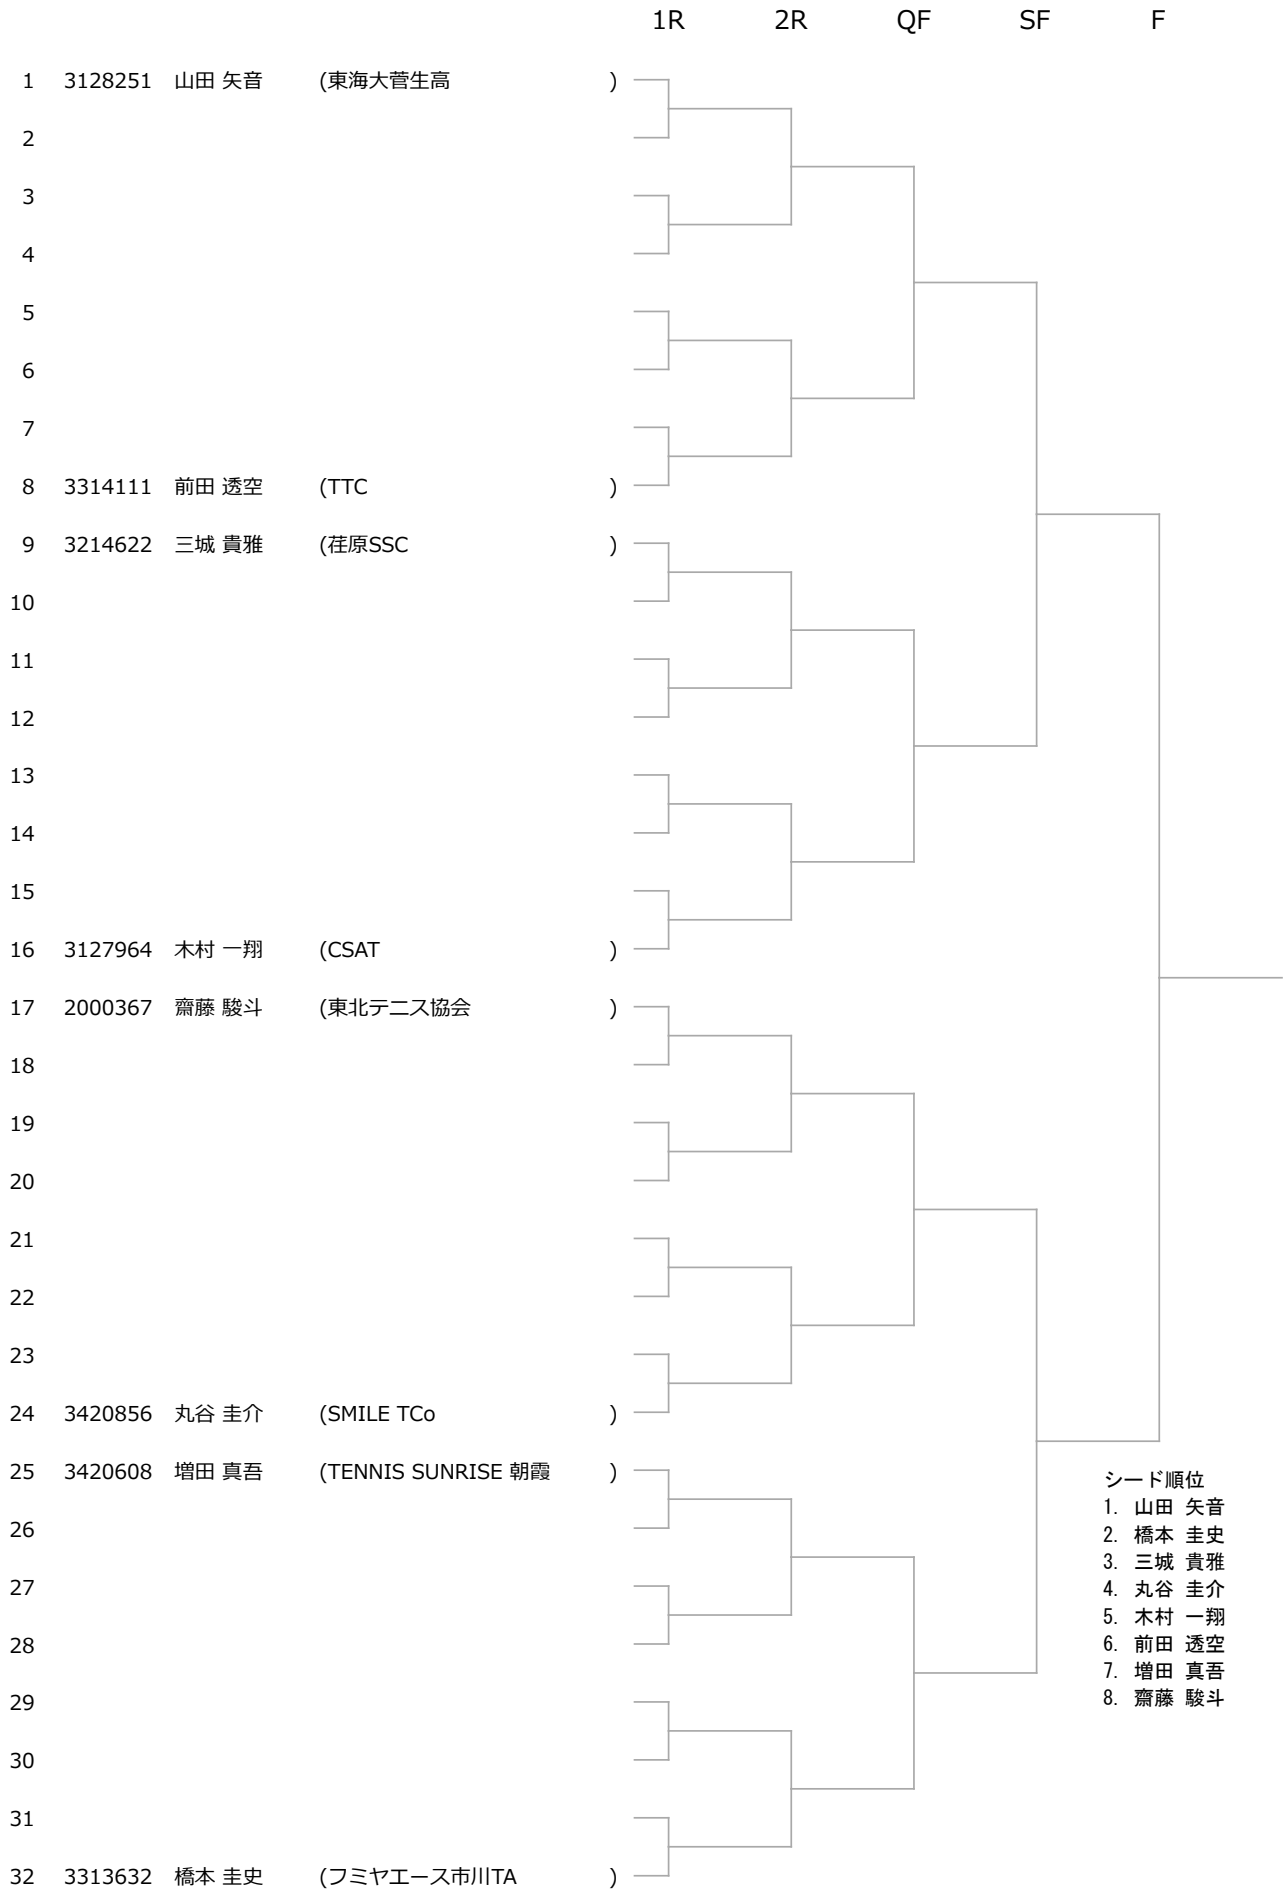 1R 2R QF SF F
1 3128251 山田 矢音 (東海大菅生高 )
2
3
4
5
6
7
8 3314111 前田 透空 (TTC )
9 3214622 三城 貴雅 (荏原SSC )
10
11
12
13
14
15
16 3127964 木村 一翔 (CSAT )
17 2000367 齋藤 駿斗 (東北テニス協会 )
18
19
20
21
22
23
24 3420856 丸谷 圭介 (SMILE TCo )
25 3420608 増田 真吾 (TENNIS SUNRISE 朝霞 )
26
27
28
29
30
31
32 3313632 橋本 圭史 (フミヤエース市川TA )
シード順位
1. 山田 矢音
2. 橋本 圭史
3. 三城 貴雅
4. 丸谷 圭介
5. 木村 一翔
6. 前田 透空
7. 増田 真吾
8. 齋藤 駿斗